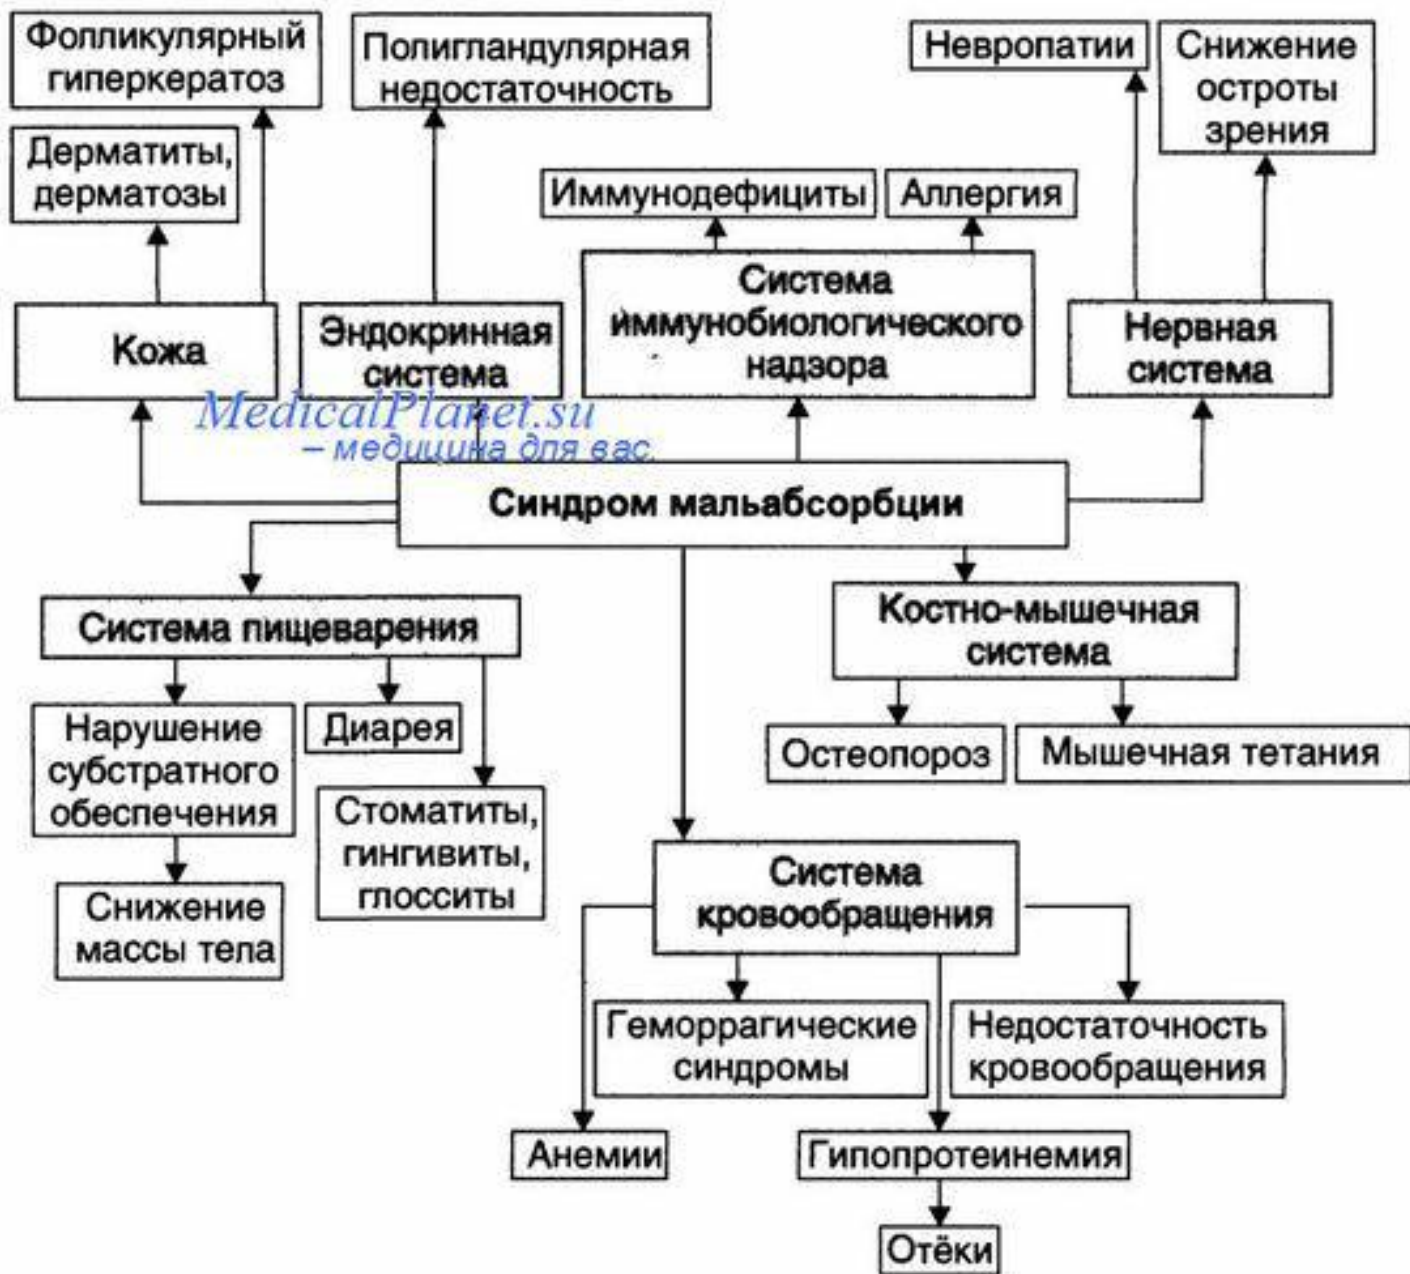 Фолликулярный
гиперкератоз
Полигландулярная
недостаточность
Невропатии
Снижение
остроты
зрения
Дерматиты,
дерматозы
Иммунодефициты
Аллергия
Кожа
Эндокринная
система
Система
иммунобиологического
надзора
Нервная
система
MedicalPlanet.su
– медицина для вас.
Синдром мальабсорбции
Система пищеварения
Костно-мышечная
система
Нарушение
субстратного
обеспечения
Диарея
Остеопороз
Мышечная тетания
Стоматиты,
гингивиты,
глосситы
Снижение
массы тела
Система
кровообращения
Геморрагические
синдромы
Недостаточность
кровообращения
Анемии
Гипопротеинемия
Отёки